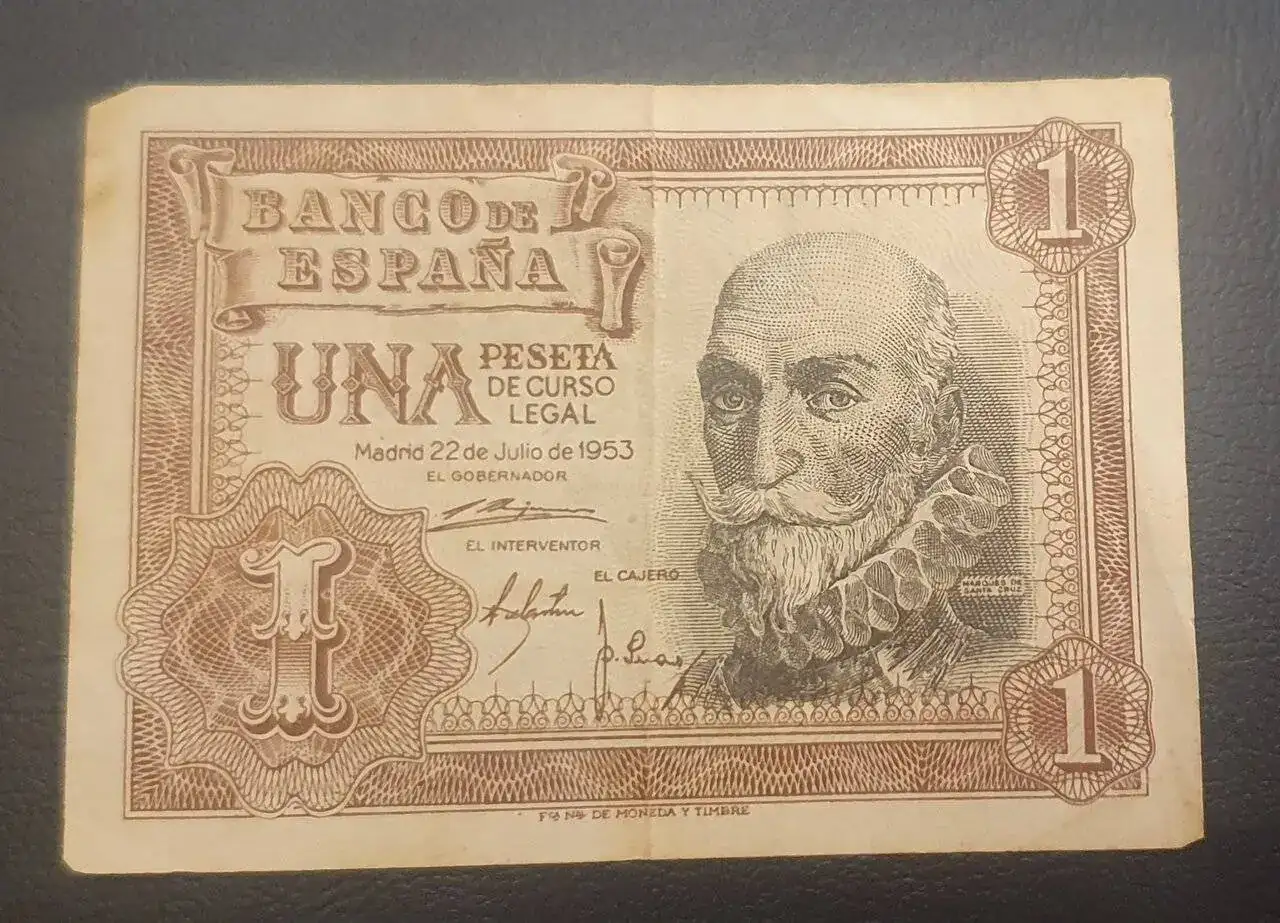 BANCO DE
ESPAÑA
1
UNA PESETA
DE CURSO
LEGAL
Madrid 22 de Julio de 1953
EL GOBERNADOR
EL INTERVENTOR
EL CAJERO
MARQUES DE
SANTA CRUZ
1
1
Fca Nal DE MONEDA Y TIMBRE